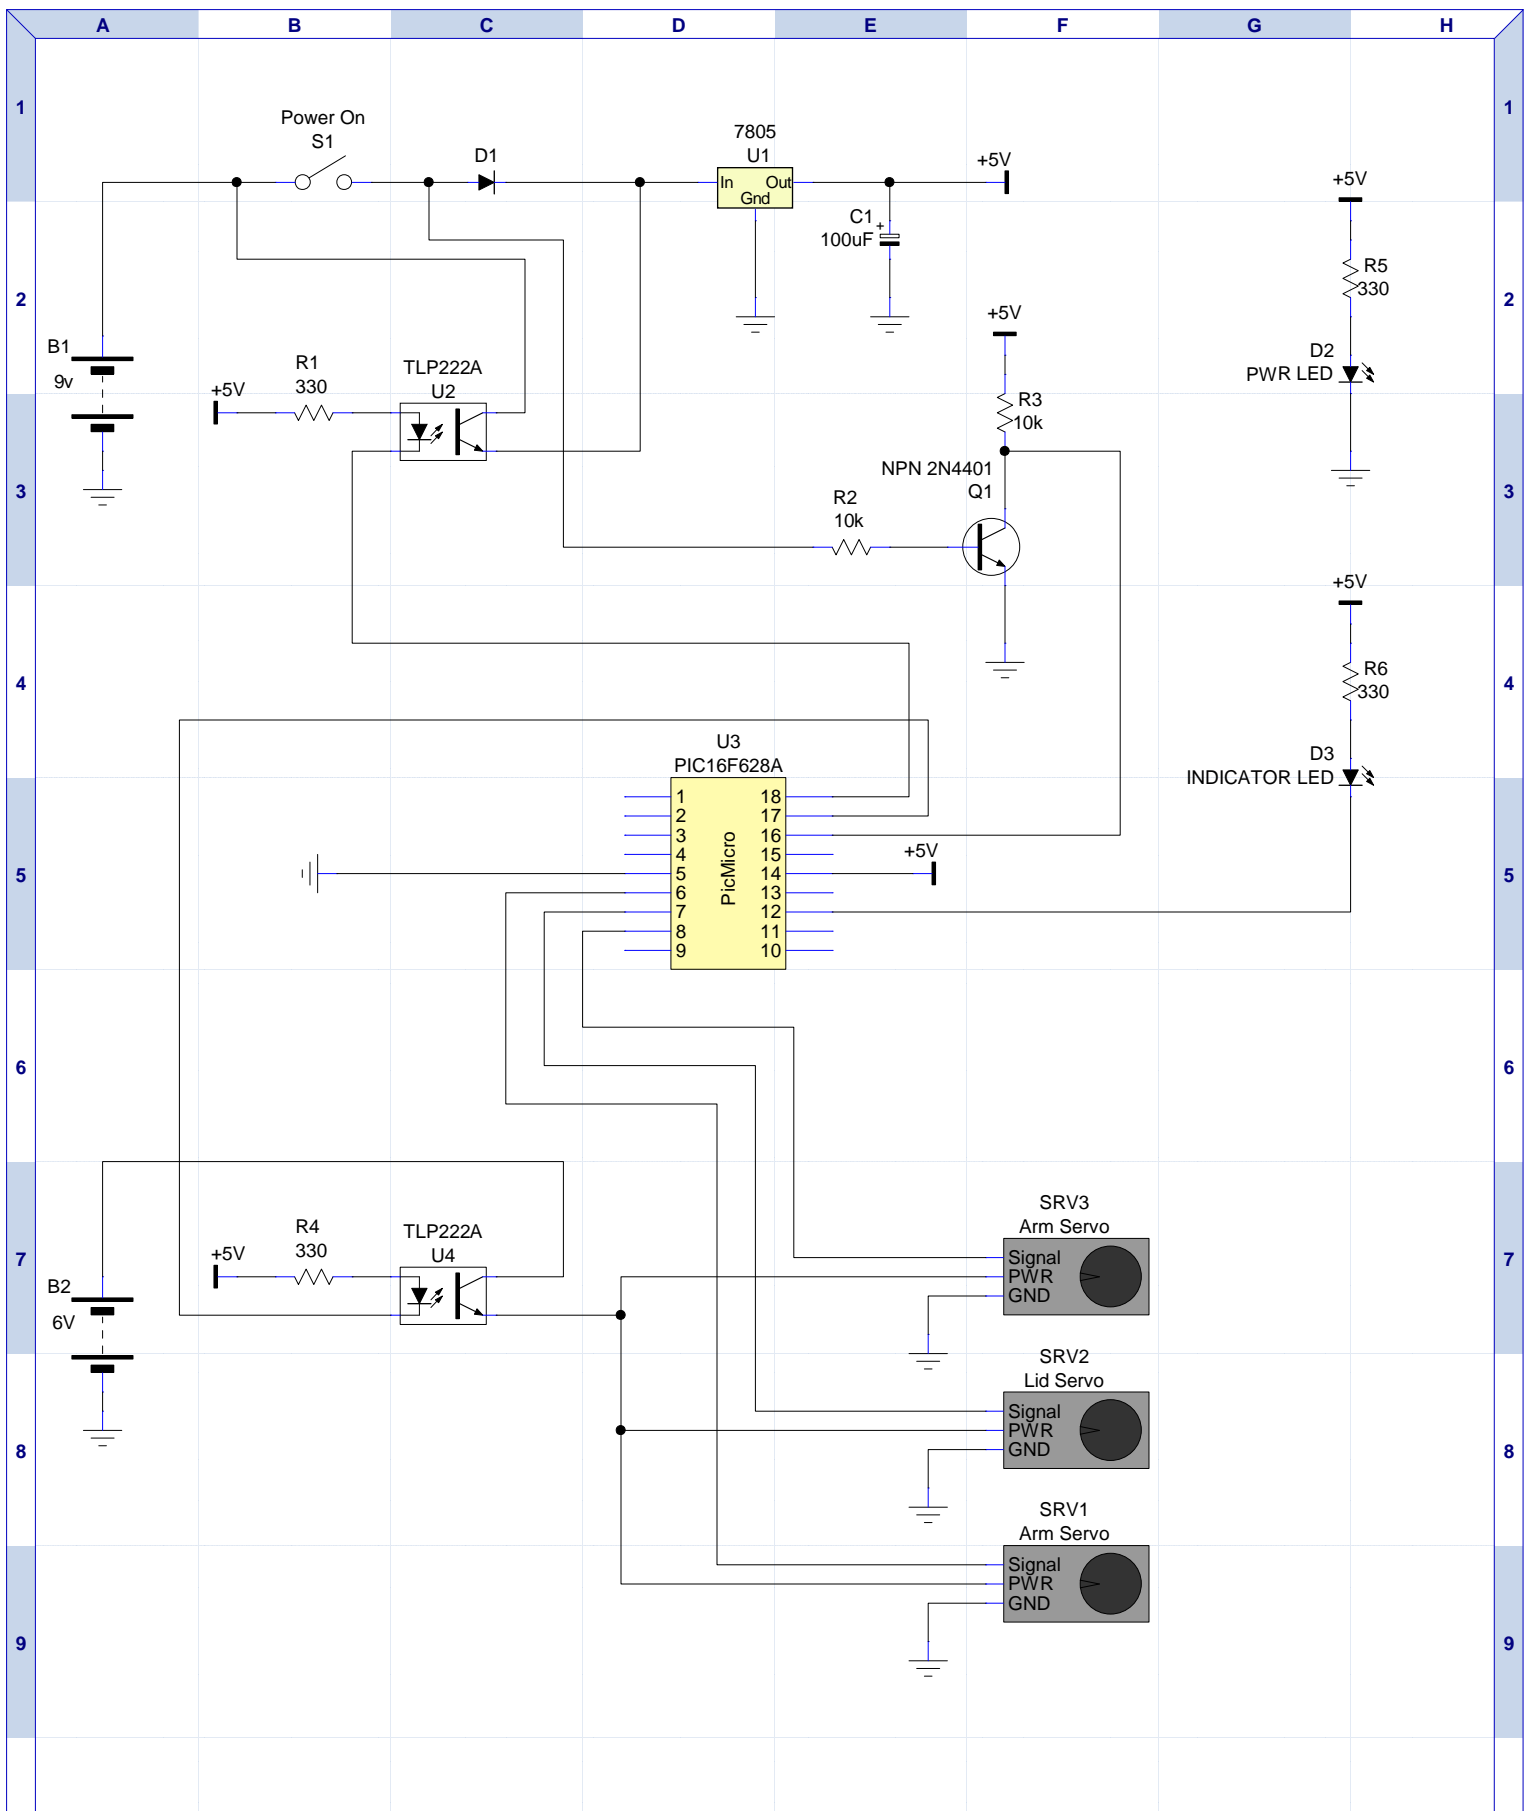 A B C D E F G H
1 1
Power On
S1
D1
7805
U1
In Out
Gnd
+5V
C1
+
100uF
+5V
R5
330
2 2
+5V
D2
PWR LED
B1
9v
+5V
R1
330
TLP222A
U2
R3
10k
NPN 2N4401
Q1
3 3
R2
10k
+5V
R6
330
4 4
D3
INDICATOR LED
U3
PIC16F628A
PicMicro
1 18
2 17
3 16
4 15
5 14
6 13
7 12
8 11
9 10
+5V
5 5
6 6
SRV3
Arm Servo
Signal
PWR
GND
+5V
R4
330
TLP222A
U4
7 7
B2
6V
SRV2
Lid Servo
Signal
PWR
GND
8 8
SRV1
Arm Servo
Signal
PWR
GND
9 9